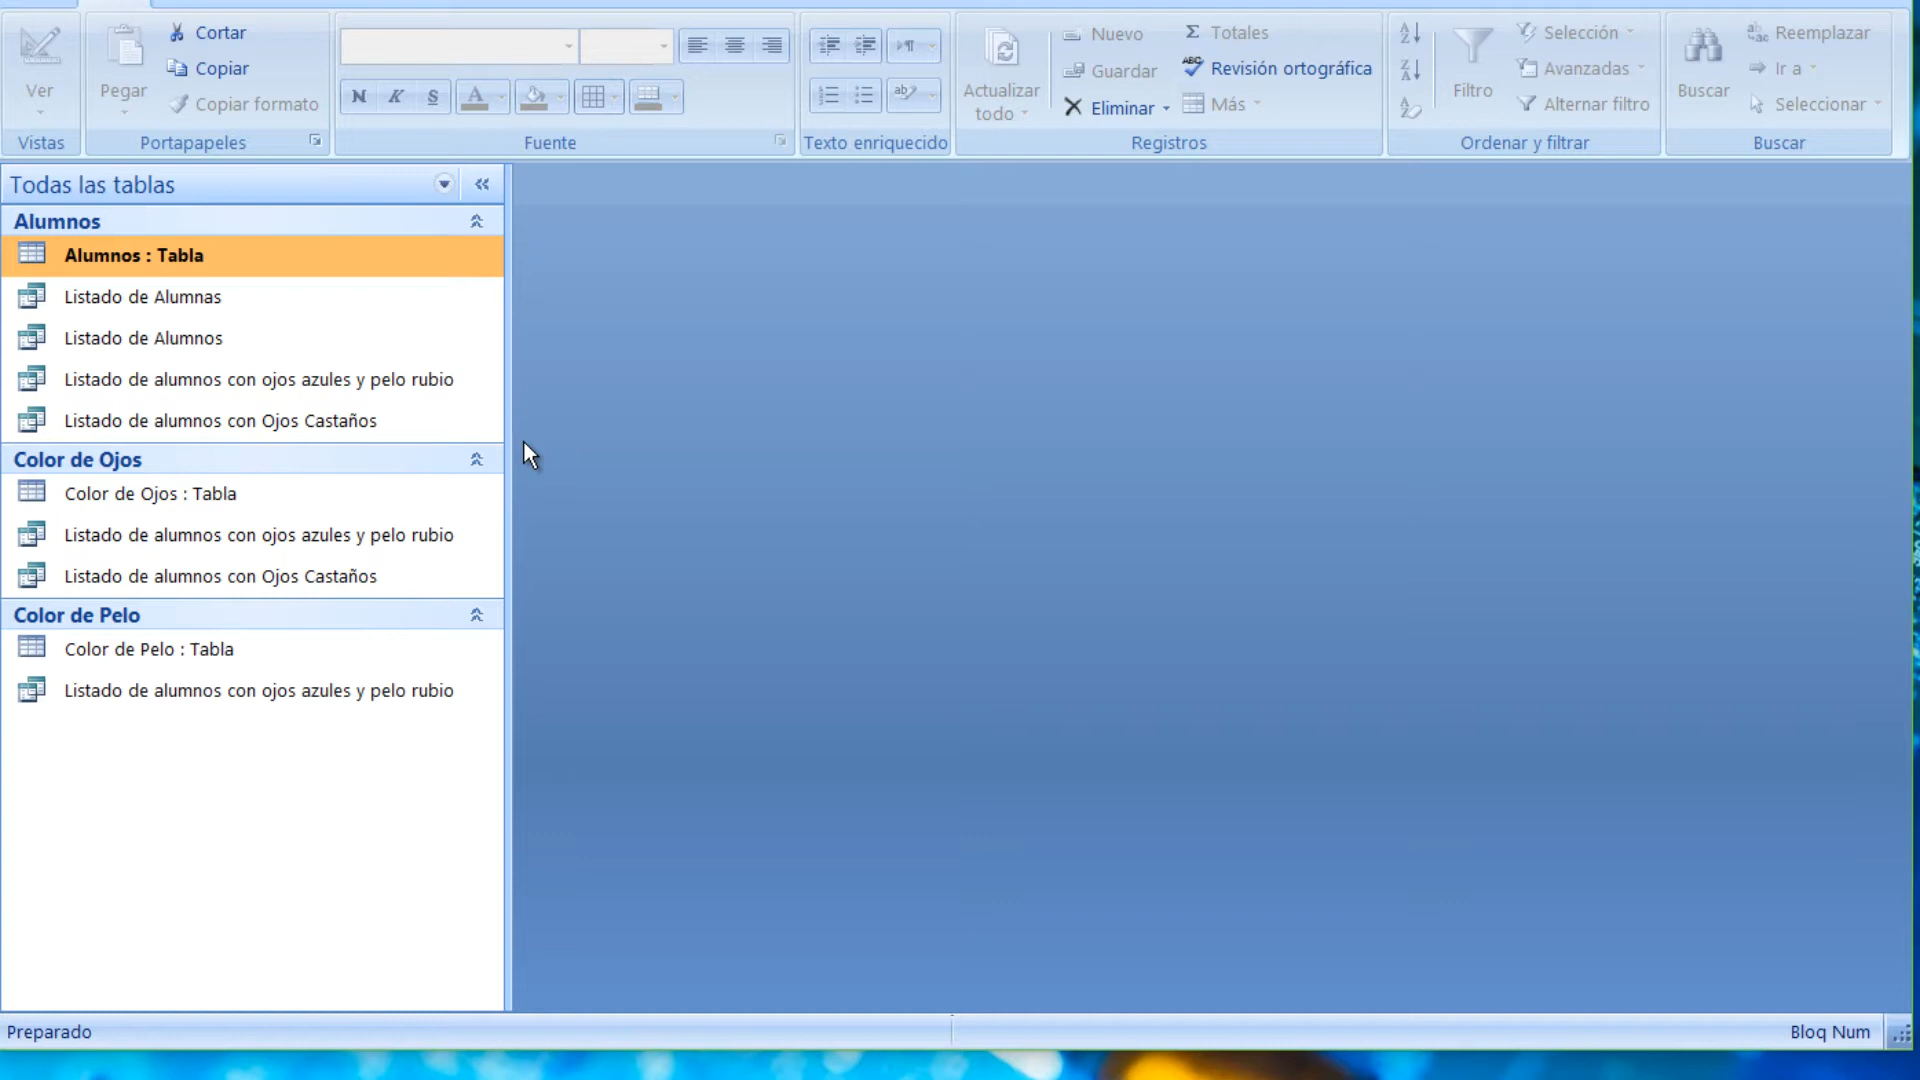 Ver
Vistas
Pegar
Cortar
Copiar
Copiar formato
Portapapeles
N K S A
Fuente
ab
Texto enriquecido
Actualizar
todo
Nuevo
Guardar
Eliminar
Σ Totales
ABC Revisión ortográfica
Más
Registros
A Z
Z A
A Z
Filtro
Selección
Avanzadas
Alternar filtro
Ordenar y filtrar
Buscar
ab ac Reemplazar
Ir a
Seleccionar
Buscar
Todas las tablas
Alumnos
Alumnos : Tabla
Listado de Alumnas
Listado de Alumnos
Listado de alumnos con ojos azules y pelo rubio
Listado de alumnos con Ojos Castaños
Color de Ojos
Color de Ojos : Tabla
Listado de alumnos con ojos azules y pelo rubio
Listado de alumnos con Ojos Castaños
Color de Pelo
Color de Pelo : Tabla
Listado de alumnos con ojos azules y pelo rubio
Preparado
Bloq Num